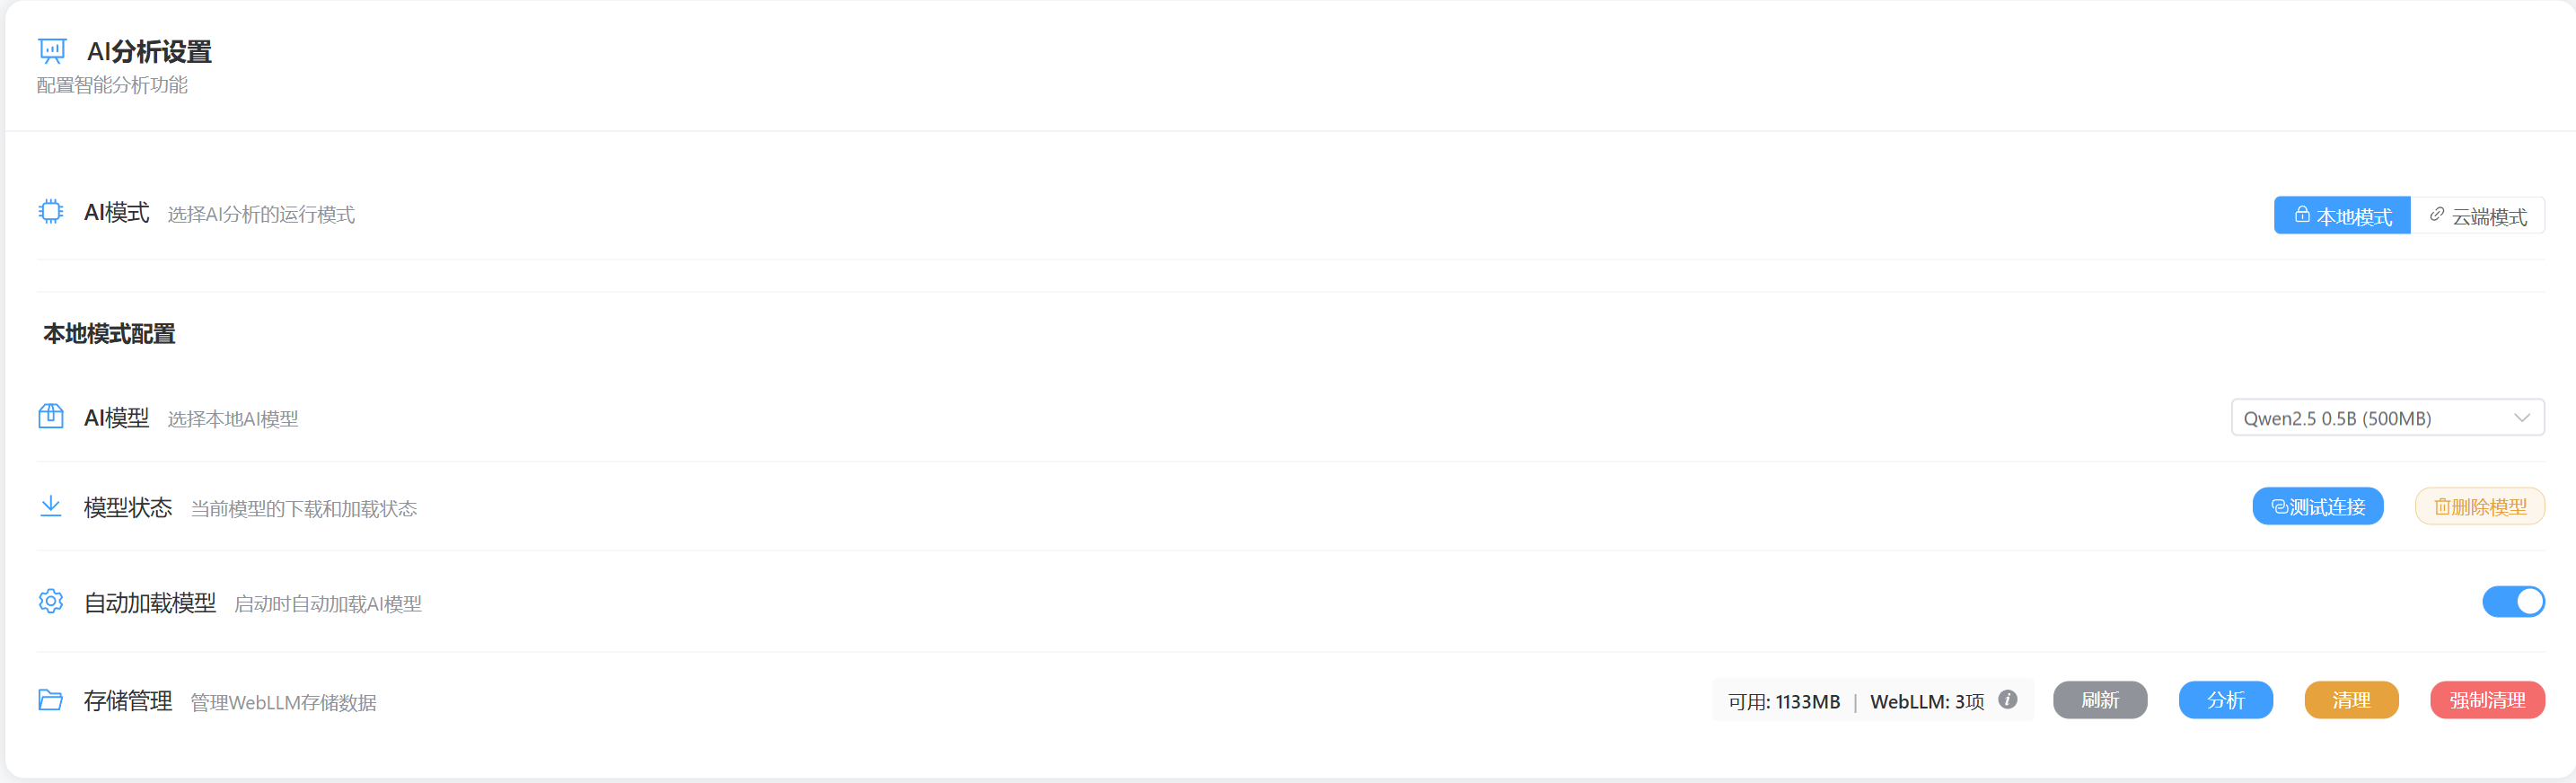 AI分析设置
配置智能分析功能
AI模式 选择AI分析的运行模式 本地模式 云端模式
本地模式配置
AI模型 选择本地AI模型 Qwen2.5 0.5B (500MB)
模型状态 当前模型的下载和加载状态 测试连接 删除模型
自动加载模型 启动时自动加载AI模型
存储管理 管理WebLLM存储数据 可用: 1133MB | WebLLM: 3项 刷新 分析 清理 强制清理